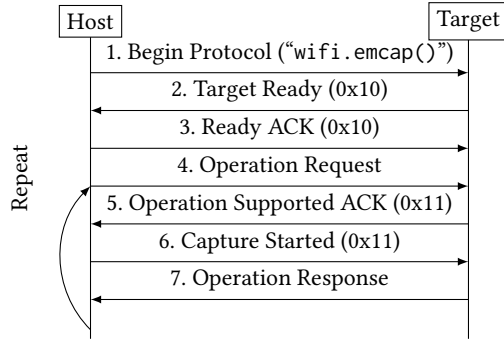 Host
Target
1. Begin Protocol (“wifi.emcap()”)
2. Target Ready (0x10)
3. Ready ACK (0x10)
4. Operation Request
5. Operation Supported ACK (0x11)
6. Capture Started (0x11)
7. Operation Response
Repeat